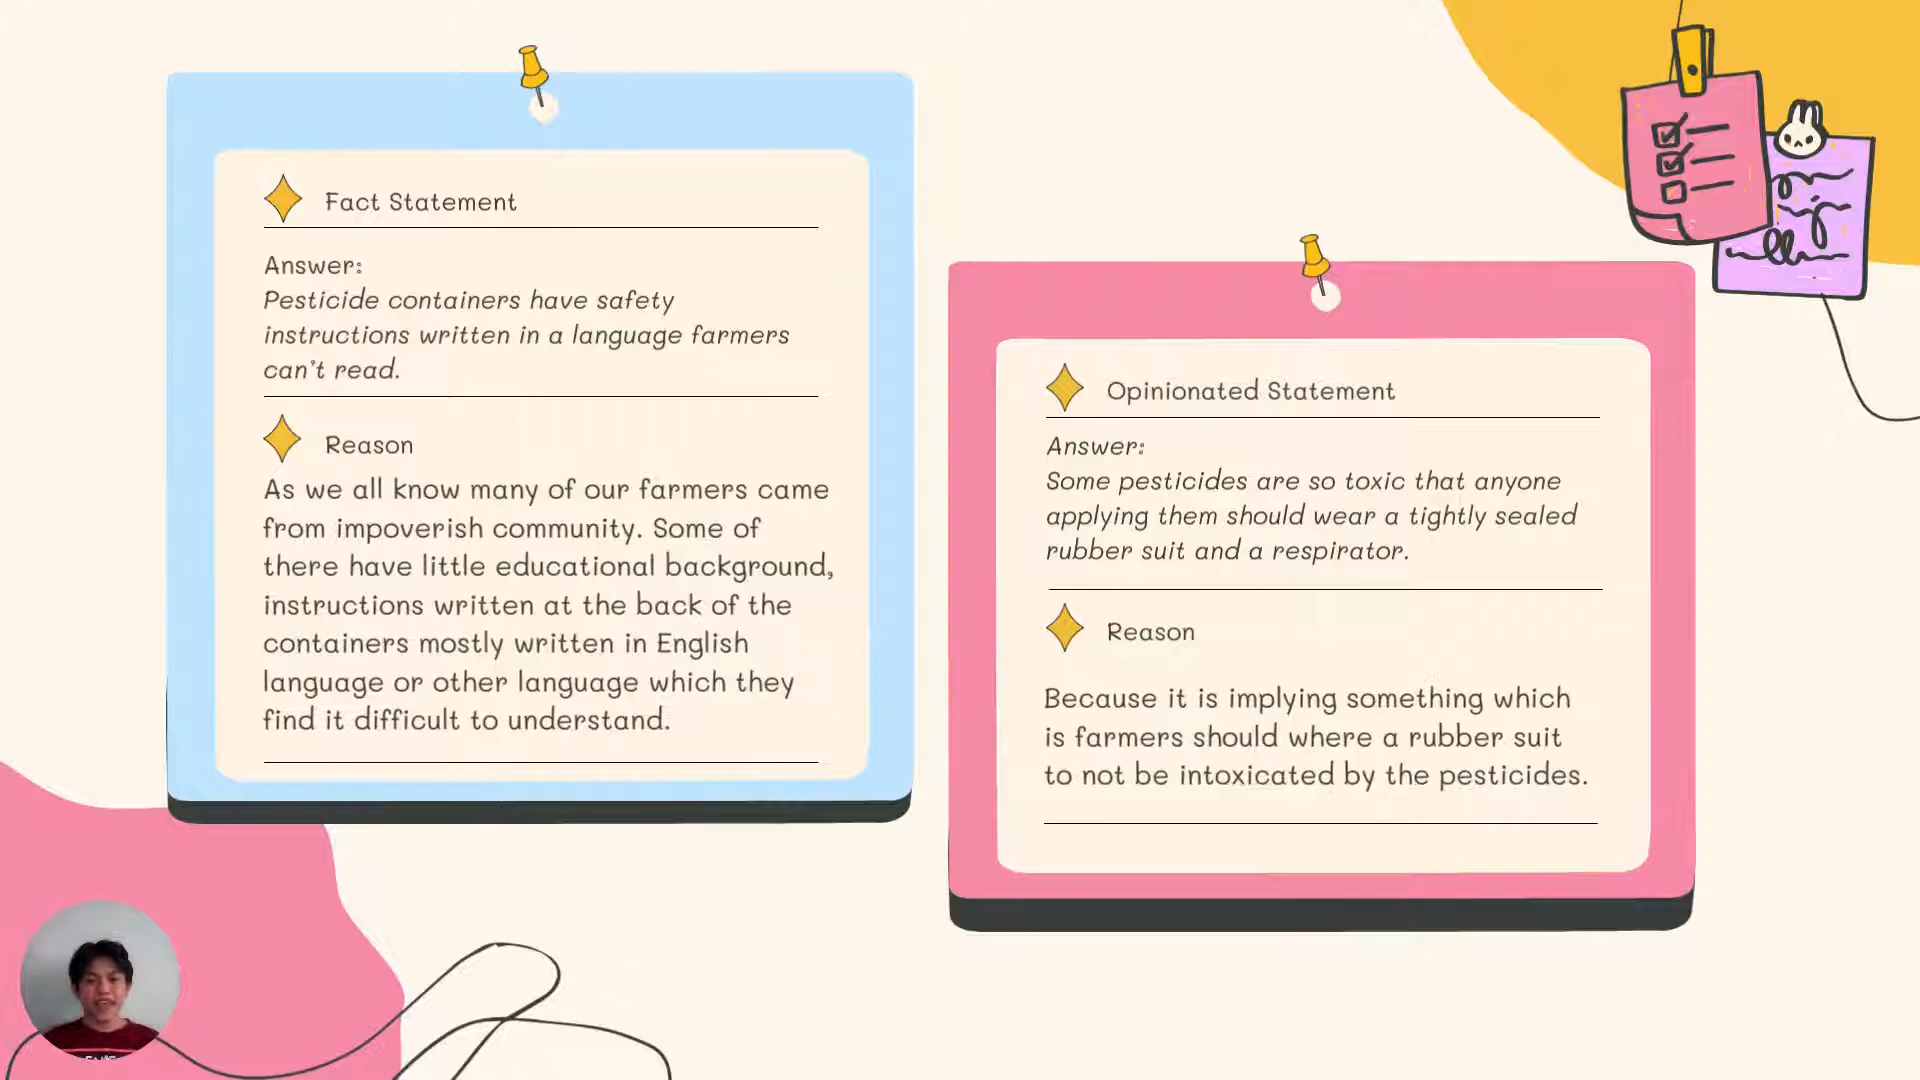 Fact Statement
Answer:
Pesticide containers have safety
instructions written in a language farmers
can't read.
Reason
As we all know many of our farmers came
from impoverish community. Some of
there have little educational background,
instructions written at the back of the
containers mostly written in English
language or other language which they
find it difficult to understand.
Opinionated Statement
Answer:
Some pesticides are so toxic that anyone
applying them should wear a tightly sealed
rubber suit and a respirator.
Reason
Because it is implying something which
is farmers should where a rubber suit
to not be intoxicated by the pesticides.